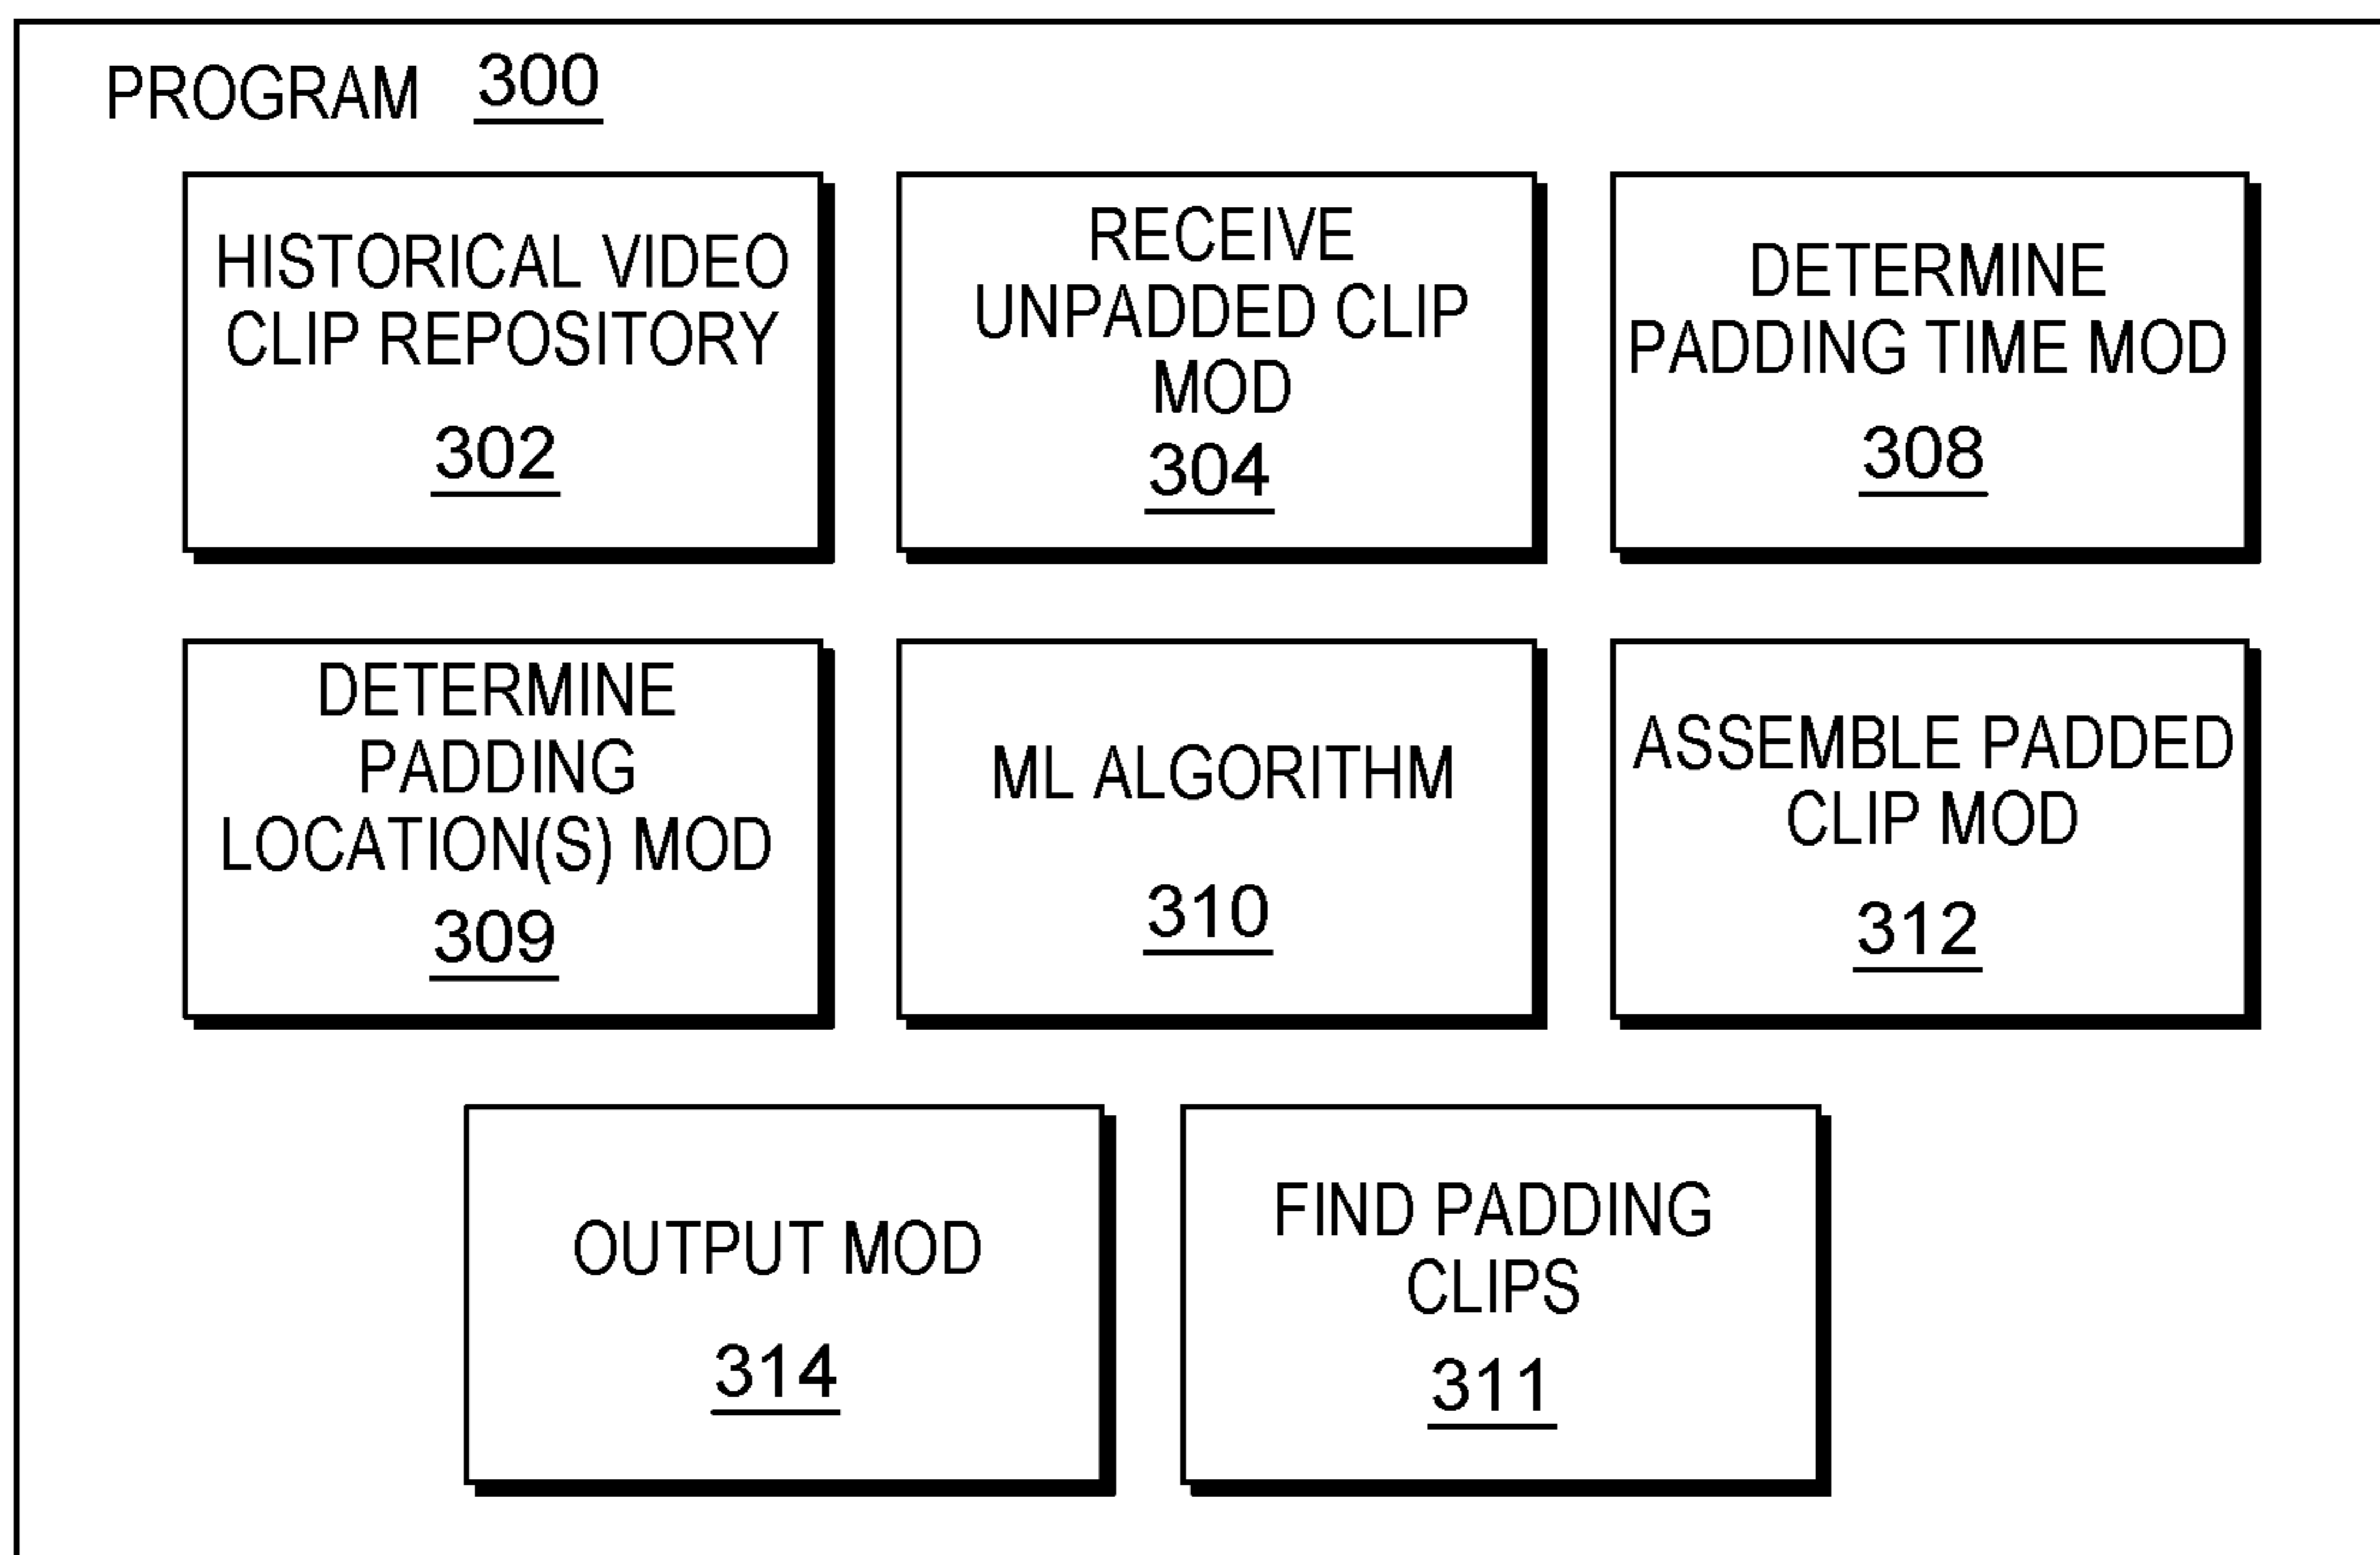 PROGRAM 300
HISTORICAL VIDEO
CLIP REPOSITORY
302
RECEIVE
UNPADDED CLIP
MOD
304
DETERMINE
PADDING TIME MOD
308
DETERMINE
PADDING
LOCATION(S) MOD
309
ML ALGORITHM
310
ASSEMBLE PADDED
CLIP MOD
312
OUTPUT MOD
314
FIND PADDING
CLIPS
311